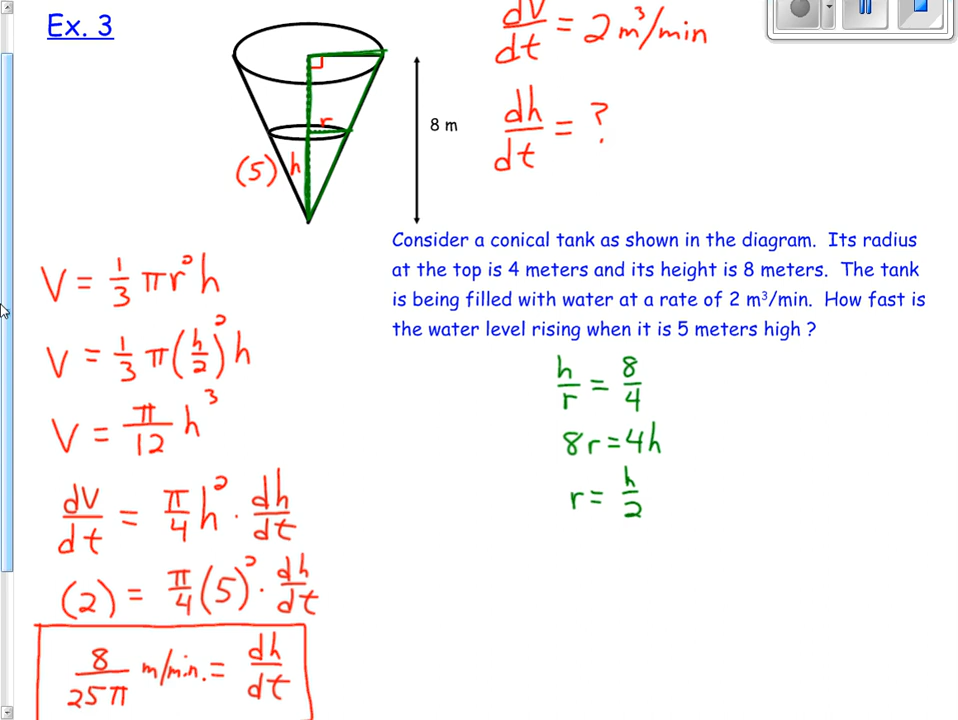 Ex. 3
dV/dt = 2 m³/min
dh/dt = ?
8 m
r
(5) h
Consider a conical tank as shown in the diagram. Its radius
at the top is 4 meters and its height is 8 meters. The tank
is being filled with water at a rate of 2 m³/min. How fast is
the water level rising when it is 5 meters high ?
V = 1/3 πr²h
V = 1/3 π(h/2)²h
V = π/12 h³
dV/dt = π/4 h² · dh/dt
(2) = π/4 (5)² · dh/dt
8/25π m/min. = dh/dt
h/r = 8/4
8r = 4h
r = h/2